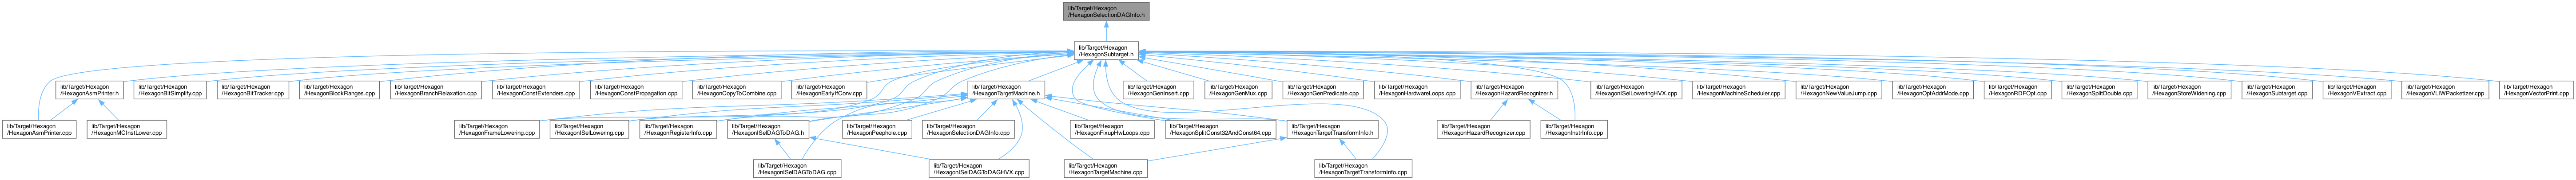 lib/Target/Hexagon
/HexagonSelectionDAGInfo.h
lib/Target/Hexagon
/HexagonSubtarget.h
lib/Target/Hexagon
/HexagonAsmPrinter.h
lib/Target/Hexagon
/HexagonBitSimplify.cpp
lib/Target/Hexagon
/HexagonBitTracker.cpp
lib/Target/Hexagon
/HexagonBlockRanges.cpp
lib/Target/Hexagon
/HexagonBranchRelaxation.cpp
lib/Target/Hexagon
/HexagonConstExtenders.cpp
lib/Target/Hexagon
/HexagonConstPropagation.cpp
lib/Target/Hexagon
/HexagonCopyToCombine.cpp
lib/Target/Hexagon
/HexagonEarlyIfConv.cpp
lib/Target/Hexagon
/HexagonTargetMachine.h
lib/Target/Hexagon
/HexagonGenInsert.cpp
lib/Target/Hexagon
/HexagonGenMux.cpp
lib/Target/Hexagon
/HexagonGenPredicate.cpp
lib/Target/Hexagon
/HexagonHardwareLoops.cpp
lib/Target/Hexagon
/HexagonHazardRecognizer.h
lib/Target/Hexagon
/HexagonISelLoweringHVX.cpp
lib/Target/Hexagon
/HexagonMachineScheduler.cpp
lib/Target/Hexagon
/HexagonNewValueJump.cpp
lib/Target/Hexagon
/HexagonOptAddrMode.cpp
lib/Target/Hexagon
/HexagonRDFOpt.cpp
lib/Target/Hexagon
/HexagonSplitDouble.cpp
lib/Target/Hexagon
/HexagonStoreWidening.cpp
lib/Target/Hexagon
/HexagonSubtarget.cpp
lib/Target/Hexagon
/HexagonVExtract.cpp
lib/Target/Hexagon
/HexagonVLIWPacketizer.cpp
lib/Target/Hexagon
/HexagonVectorPrint.cpp
lib/Target/Hexagon
/HexagonAsmPrinter.cpp
lib/Target/Hexagon
/HexagonMCInstLower.cpp
lib/Target/Hexagon
/HexagonFrameLowering.cpp
lib/Target/Hexagon
/HexagonISelLowering.cpp
lib/Target/Hexagon
/HexagonRegisterInfo.cpp
lib/Target/Hexagon
/HexagonISelDAGToDAG.h
lib/Target/Hexagon
/HexagonPeephole.cpp
lib/Target/Hexagon
/HexagonSelectionDAGInfo.cpp
lib/Target/Hexagon
/HexagonFixupHwLoops.cpp
lib/Target/Hexagon
/HexagonSplitConst32AndConst64.cpp
lib/Target/Hexagon
/HexagonTargetTransformInfo.h
lib/Target/Hexagon
/HexagonHazardRecognizer.cpp
lib/Target/Hexagon
/HexagonInstrInfo.cpp
lib/Target/Hexagon
/HexagonISelDAGToDAG.cpp
lib/Target/Hexagon
/HexagonISelDAGToDAGHVX.cpp
lib/Target/Hexagon
/HexagonTargetMachine.cpp
lib/Target/Hexagon
/HexagonTargetTransformInfo.cpp